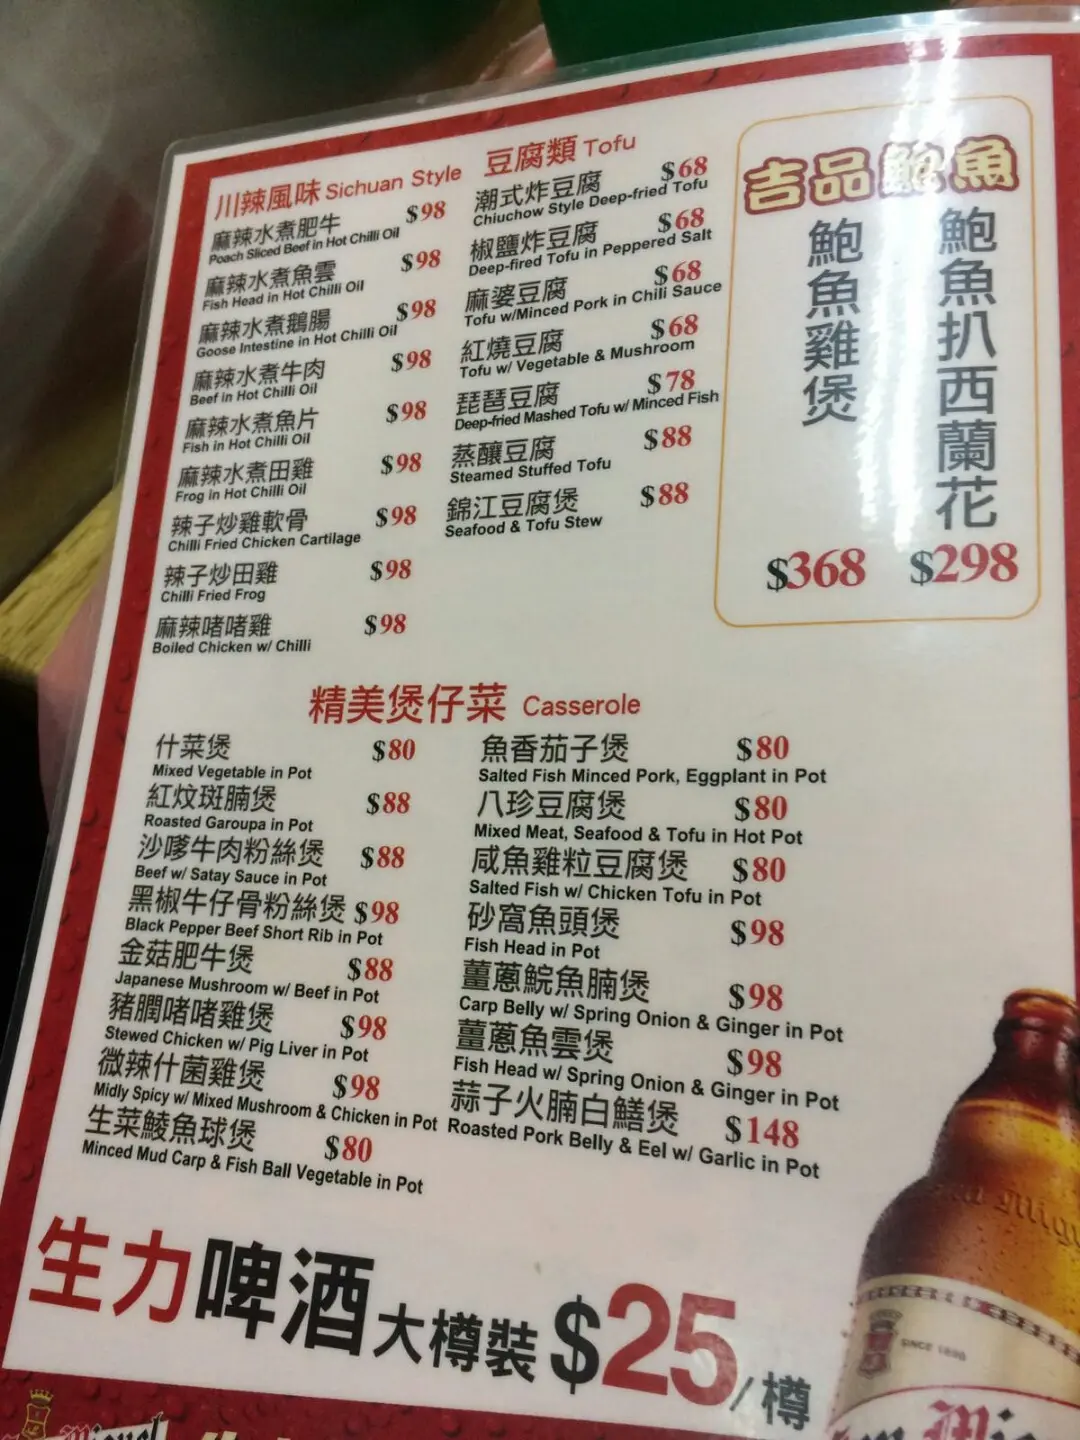 川辣風味 Sichuan Style
麻辣水煮肥牛 $98
Poach Sliced Beef in Hot Chilli Oil
麻辣水煮魚雲 $98
Fish Head in Hot Chilli Oil
麻辣水煮鵝腸 $98
Goose Intestine in Hot Chilli Oil
麻辣水煮牛肉 $98
Beef in Hot Chilli Oil
麻辣水煮魚片 $98
Fish in Hot Chilli Oil
麻辣水煮田雞 $98
Frog in Hot Chilli Oil
辣子炒雞軟骨 $98
Chilli Fried Chicken Cartilage
辣子炒田雞 $98
Chilli Fried Frog
麻辣啫啫雞 $98
Boiled Chicken w/ Chilli
豆腐類 Tofu
潮式炸豆腐 $68
Chiuchow Style Deep-fried Tofu
椒鹽炸豆腐 $68
Deep-fired Tofu in Peppered Salt
麻婆豆腐 $68
Tofu w/Minced Pork in Chili Sauce
紅燒豆腐 $68
Tofu w/ Vegetable & Mushroom
琵琶豆腐 $78
Deep-fried Mashed Tofu w/ Minced Fish
蒸釀豆腐 $88
Steamed Stuffed Tofu
錦江豆腐煲 $88
Seafood & Tofu Stew
吉品鮑魚
鮑魚扒西蘭花 $298
鮑魚雞煲 $368
精美煲仔菜 Casserole
什菜煲 $80
Mixed Vegetable in Pot
紅炆斑腩煲 $88
Roasted Garoupa in Pot
沙嗲牛肉粉絲煲 $88
Beef w/ Satay Sauce in Pot
黑椒牛仔骨粉絲煲 $98
Black Pepper Beef Short Rib in Pot
金菇肥牛煲 $88
Japanese Mushroom w/ Beef in Pot
豬膶啫啫雞煲 $98
Stewed Chicken w/ Pig Liver in Pot
微辣什菌雞煲 $98
Midly Spicy w/ Mixed Mushroom & Chicken in Pot
生菜鯪魚球煲 $80
Minced Mud Carp & Fish Ball Vegetable in Pot
魚香茄子煲 $80
Salted Fish Minced Pork, Eggplant in Pot
八珍豆腐煲 $80
Mixed Meat, Seafood & Tofu in Hot Pot
咸魚雞粒豆腐煲 $80
Salted Fish w/ Chicken Tofu in Pot
砂窩魚頭煲 $98
Fish Head in Pot
薑蔥鯇魚腩煲 $98
Carp Belly w/ Spring Onion & Ginger in Pot
薑蔥魚雲煲 $98
Fish Head w/ Spring Onion & Ginger in Pot
蒜子火腩白鱔煲 $148
Roasted Pork Belly & Eel w/ Garlic in Pot
生力啤酒大樽裝 $25/樽
SINCE 1890